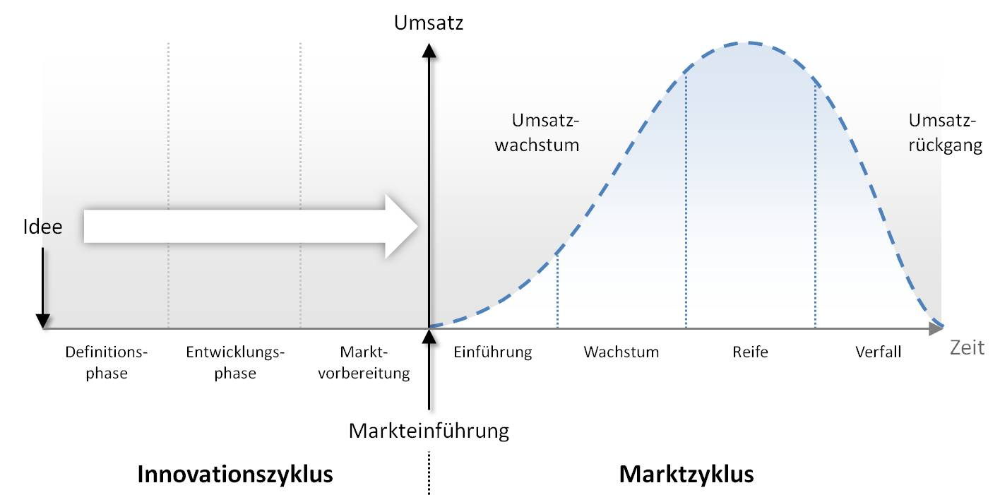 Umsatz
Umsatz-
wachstum
Umsatz-
rückgang
Idee
Definitions-
phase
Entwicklungs-
phase
Markt-
vorbereitung
Einführung
Wachstum
Reife
Verfall
Zeit
Markteinführung
Innovationszyklus
Marktzyklus